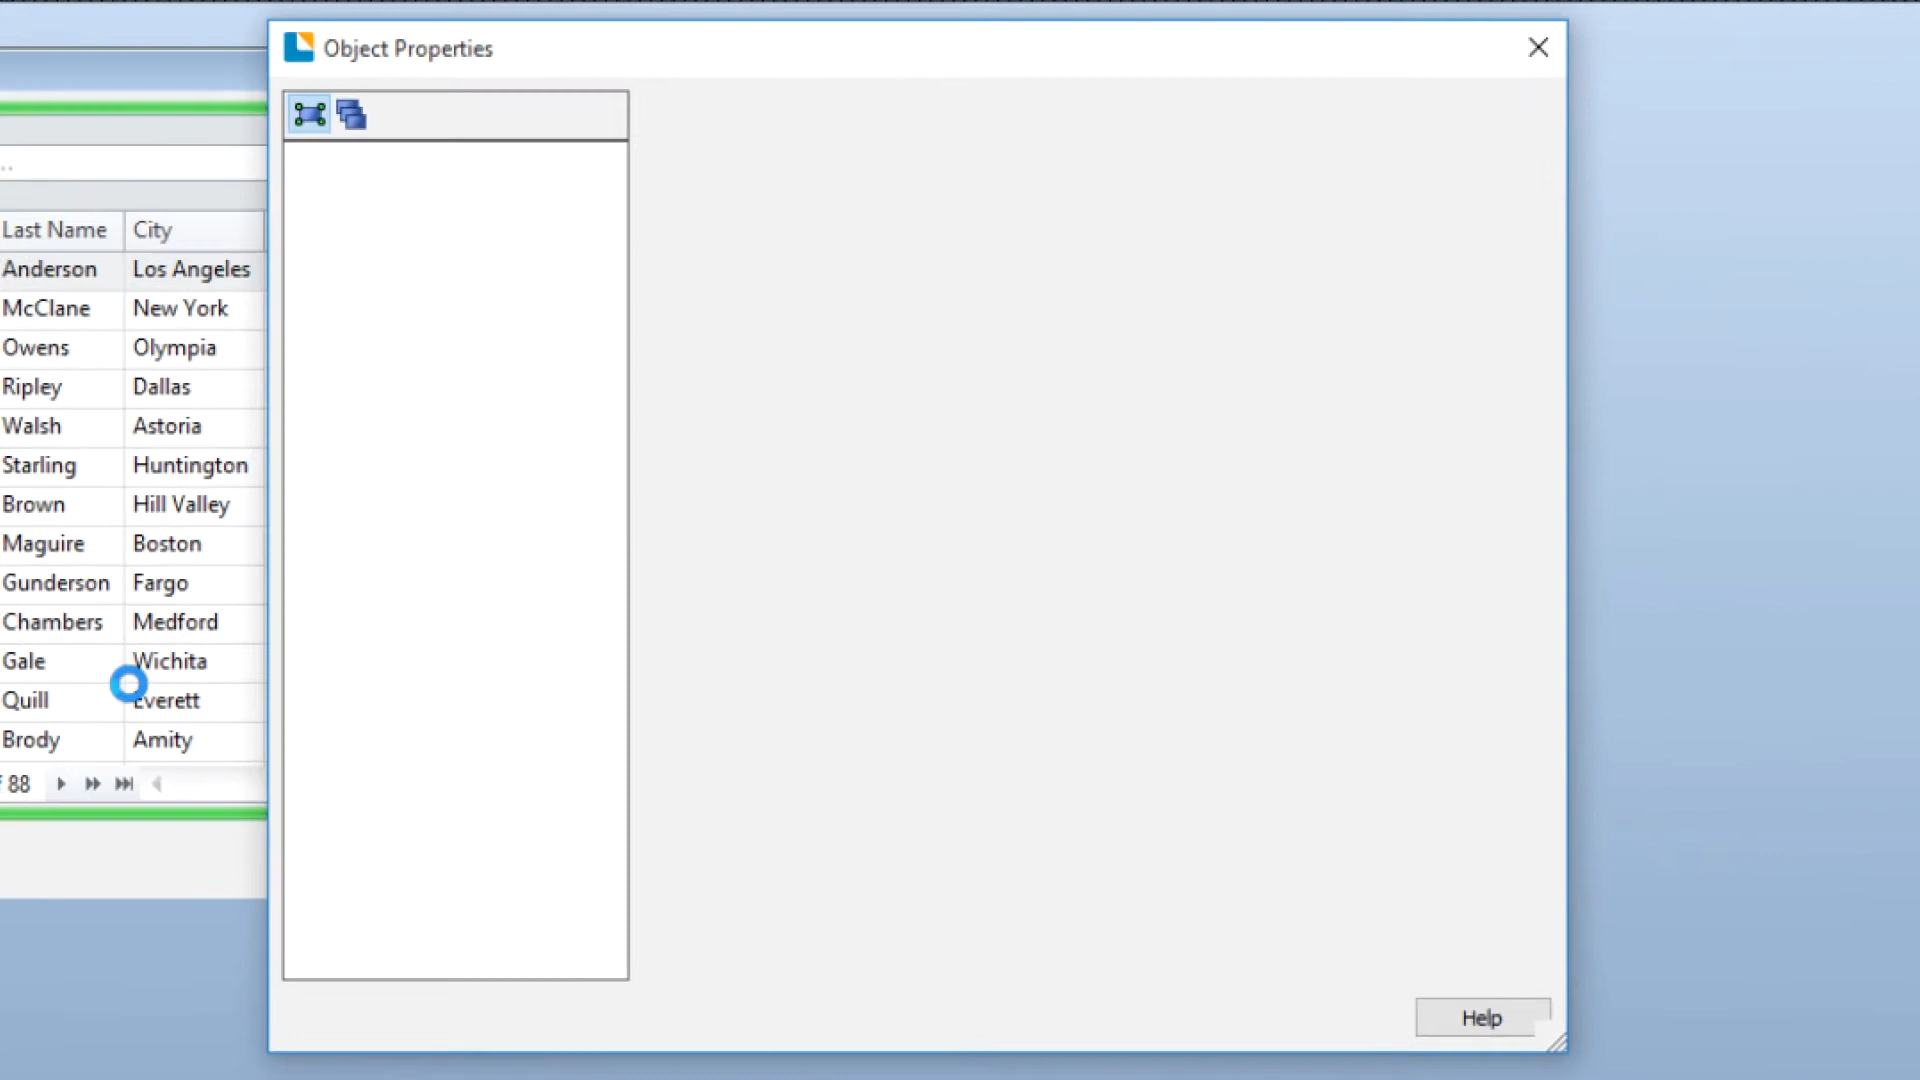 Object Properties
..
Last Name City
Anderson Los Angeles
McClane New York
Owens Olympia
Ripley Dallas
Walsh Astoria
Starling Huntington
Brown Hill Valley
Maguire Boston
Gunderson Fargo
Chambers Medford
Gale Wichita
Quill Everett
Brody Amity
88
Help